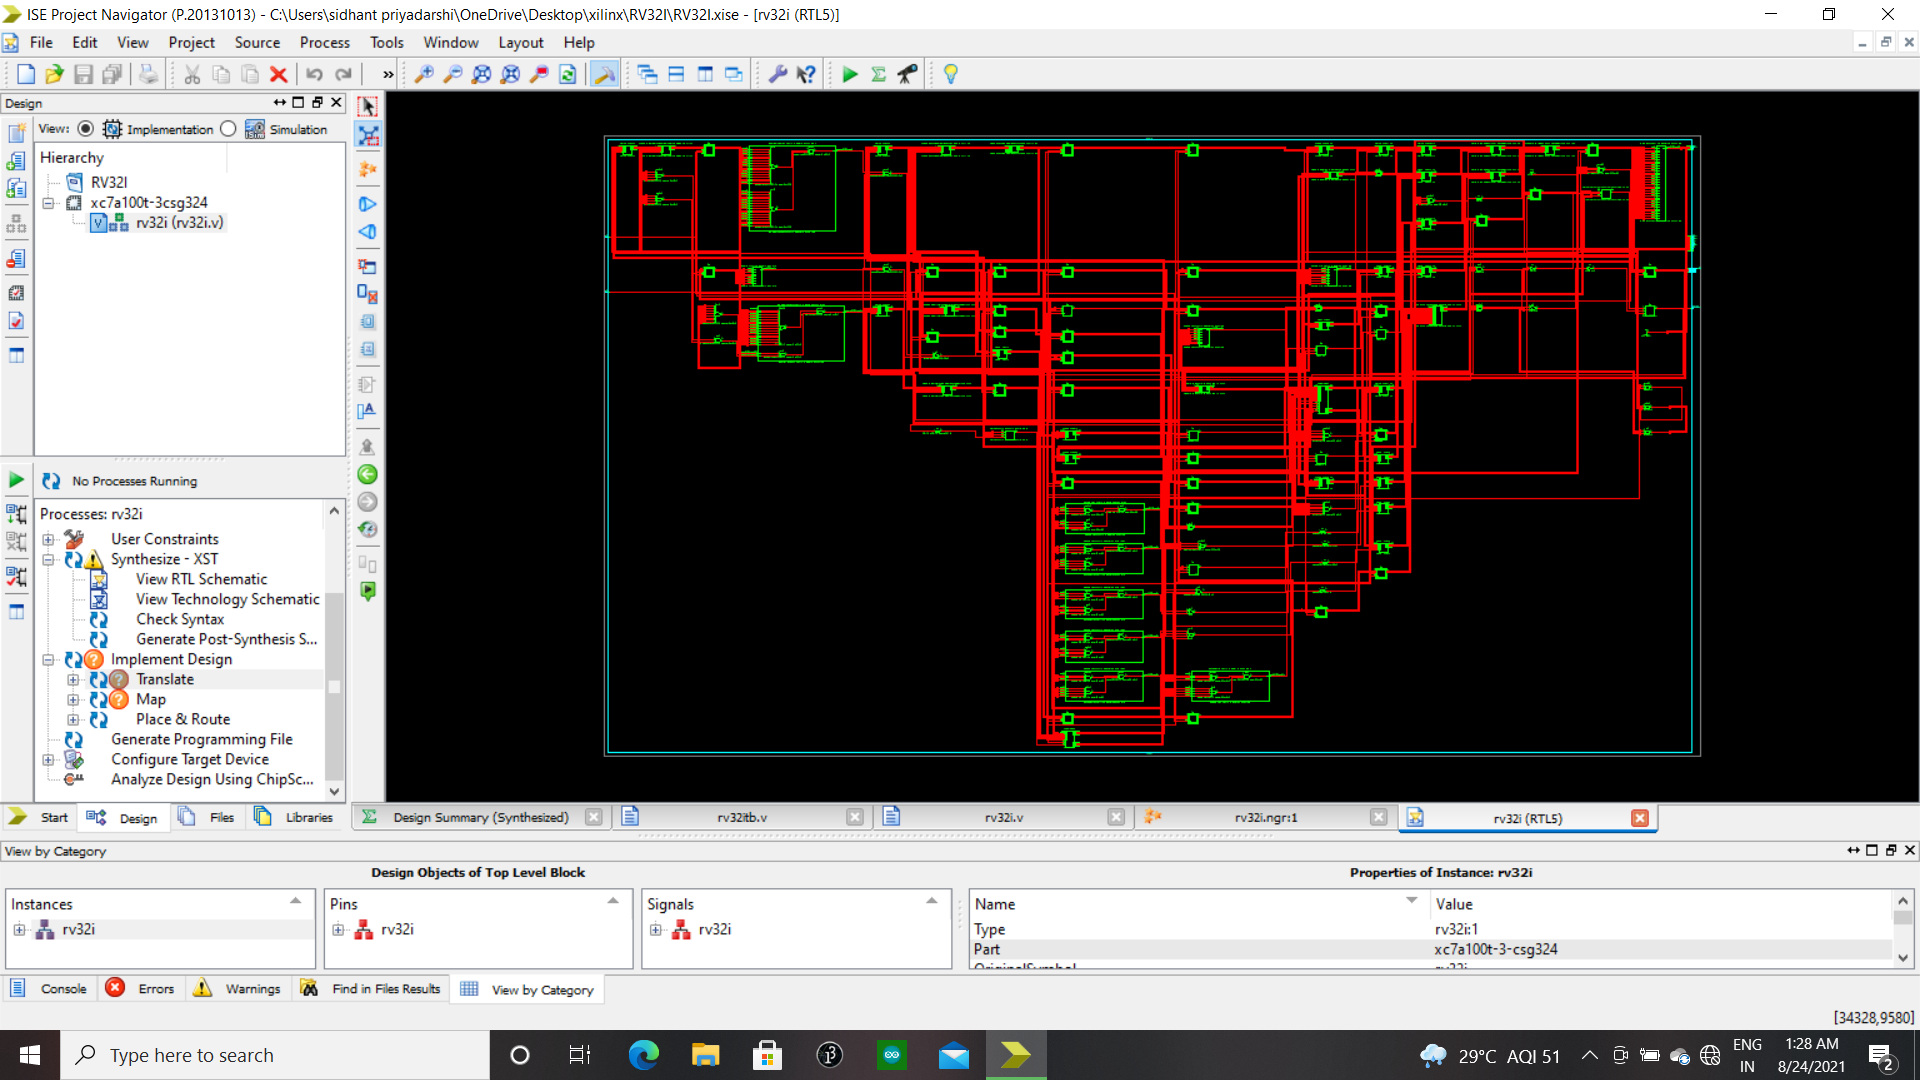 ISE Project Navigator (P.20131013) - C:\Users\sidhant priyadarshi\OneDrive\Desktop\xilinx\RV32I\RV32I.xise - [rv32i (RTL5)]
File Edit View Project Source Process Tools Window Layout Help
»
Design
View: Implementation Simulation
Hierarchy
RV32I
xc7a100t-3csg324
rv32i (rv32i.v)
No Processes Running
Processes: rv32i
User Constraints
Synthesize - XST
View RTL Schematic
View Technology Schematic
Check Syntax
Generate Post-Synthesis S...
Implement Design
Translate
Map
Place & Route
Generate Programming File
Configure Target Device
Analyze Design Using ChipSc...
Start Design Files Libraries
Design Summary (Synthesized) rv32itb.v rv32i.v rv32i.ngr:1 rv32i (RTL5)
View by Category
Design Objects of Top Level Block
Properties of Instance: rv32i
Instances
rv32i
Pins
rv32i
Signals
rv32i
Name Value
Type rv32i:1
Part xc7a100t-3-csg324
OriginalSymbol rv32i
Console Errors Warnings Find in Files Results View by Category
[34328,9580]
Type here to search
29°C AQI 51
ENG
IN
1:28 AM
8/24/2021
2